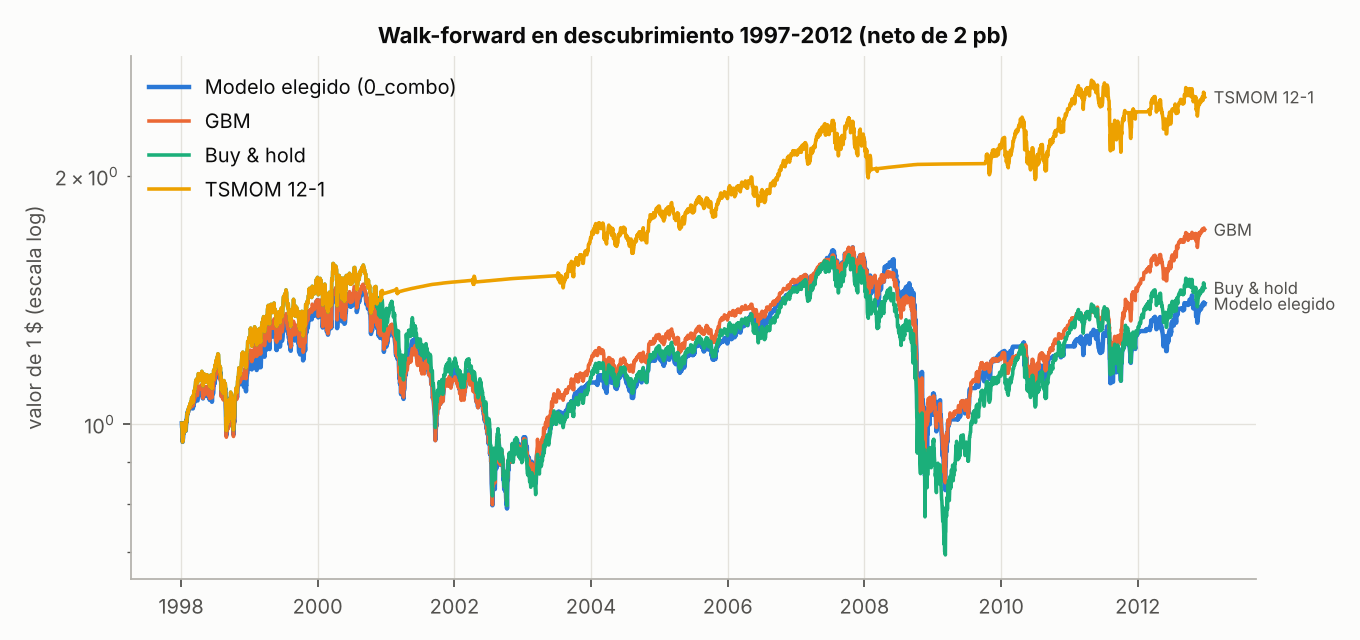 Walk-forward en descubrimiento 1997-2012 (neto de 2 pb)
Modelo elegido (0_combo)
GBM
Buy & hold
TSMOM 12-1
valor de 1 $ (escala log)
2 × 10⁰
10⁰
TSMOM 12-1
GBM
Buy & hold
Modelo elegido
1998 2000 2002 2004 2006 2008 2010 2012